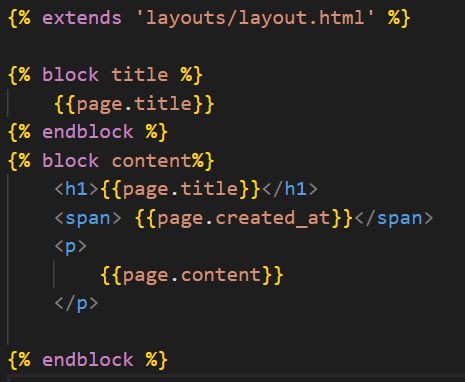 {% extends 'layouts/layout.html' %}
{% block title %}
{{page.title}}
{% endblock %}
{% block content%}
<h1>{{page.title}}</h1>
<span> {{page.created_at}}</span>
<p>
{{page.content}}
</p>
{% endblock %}